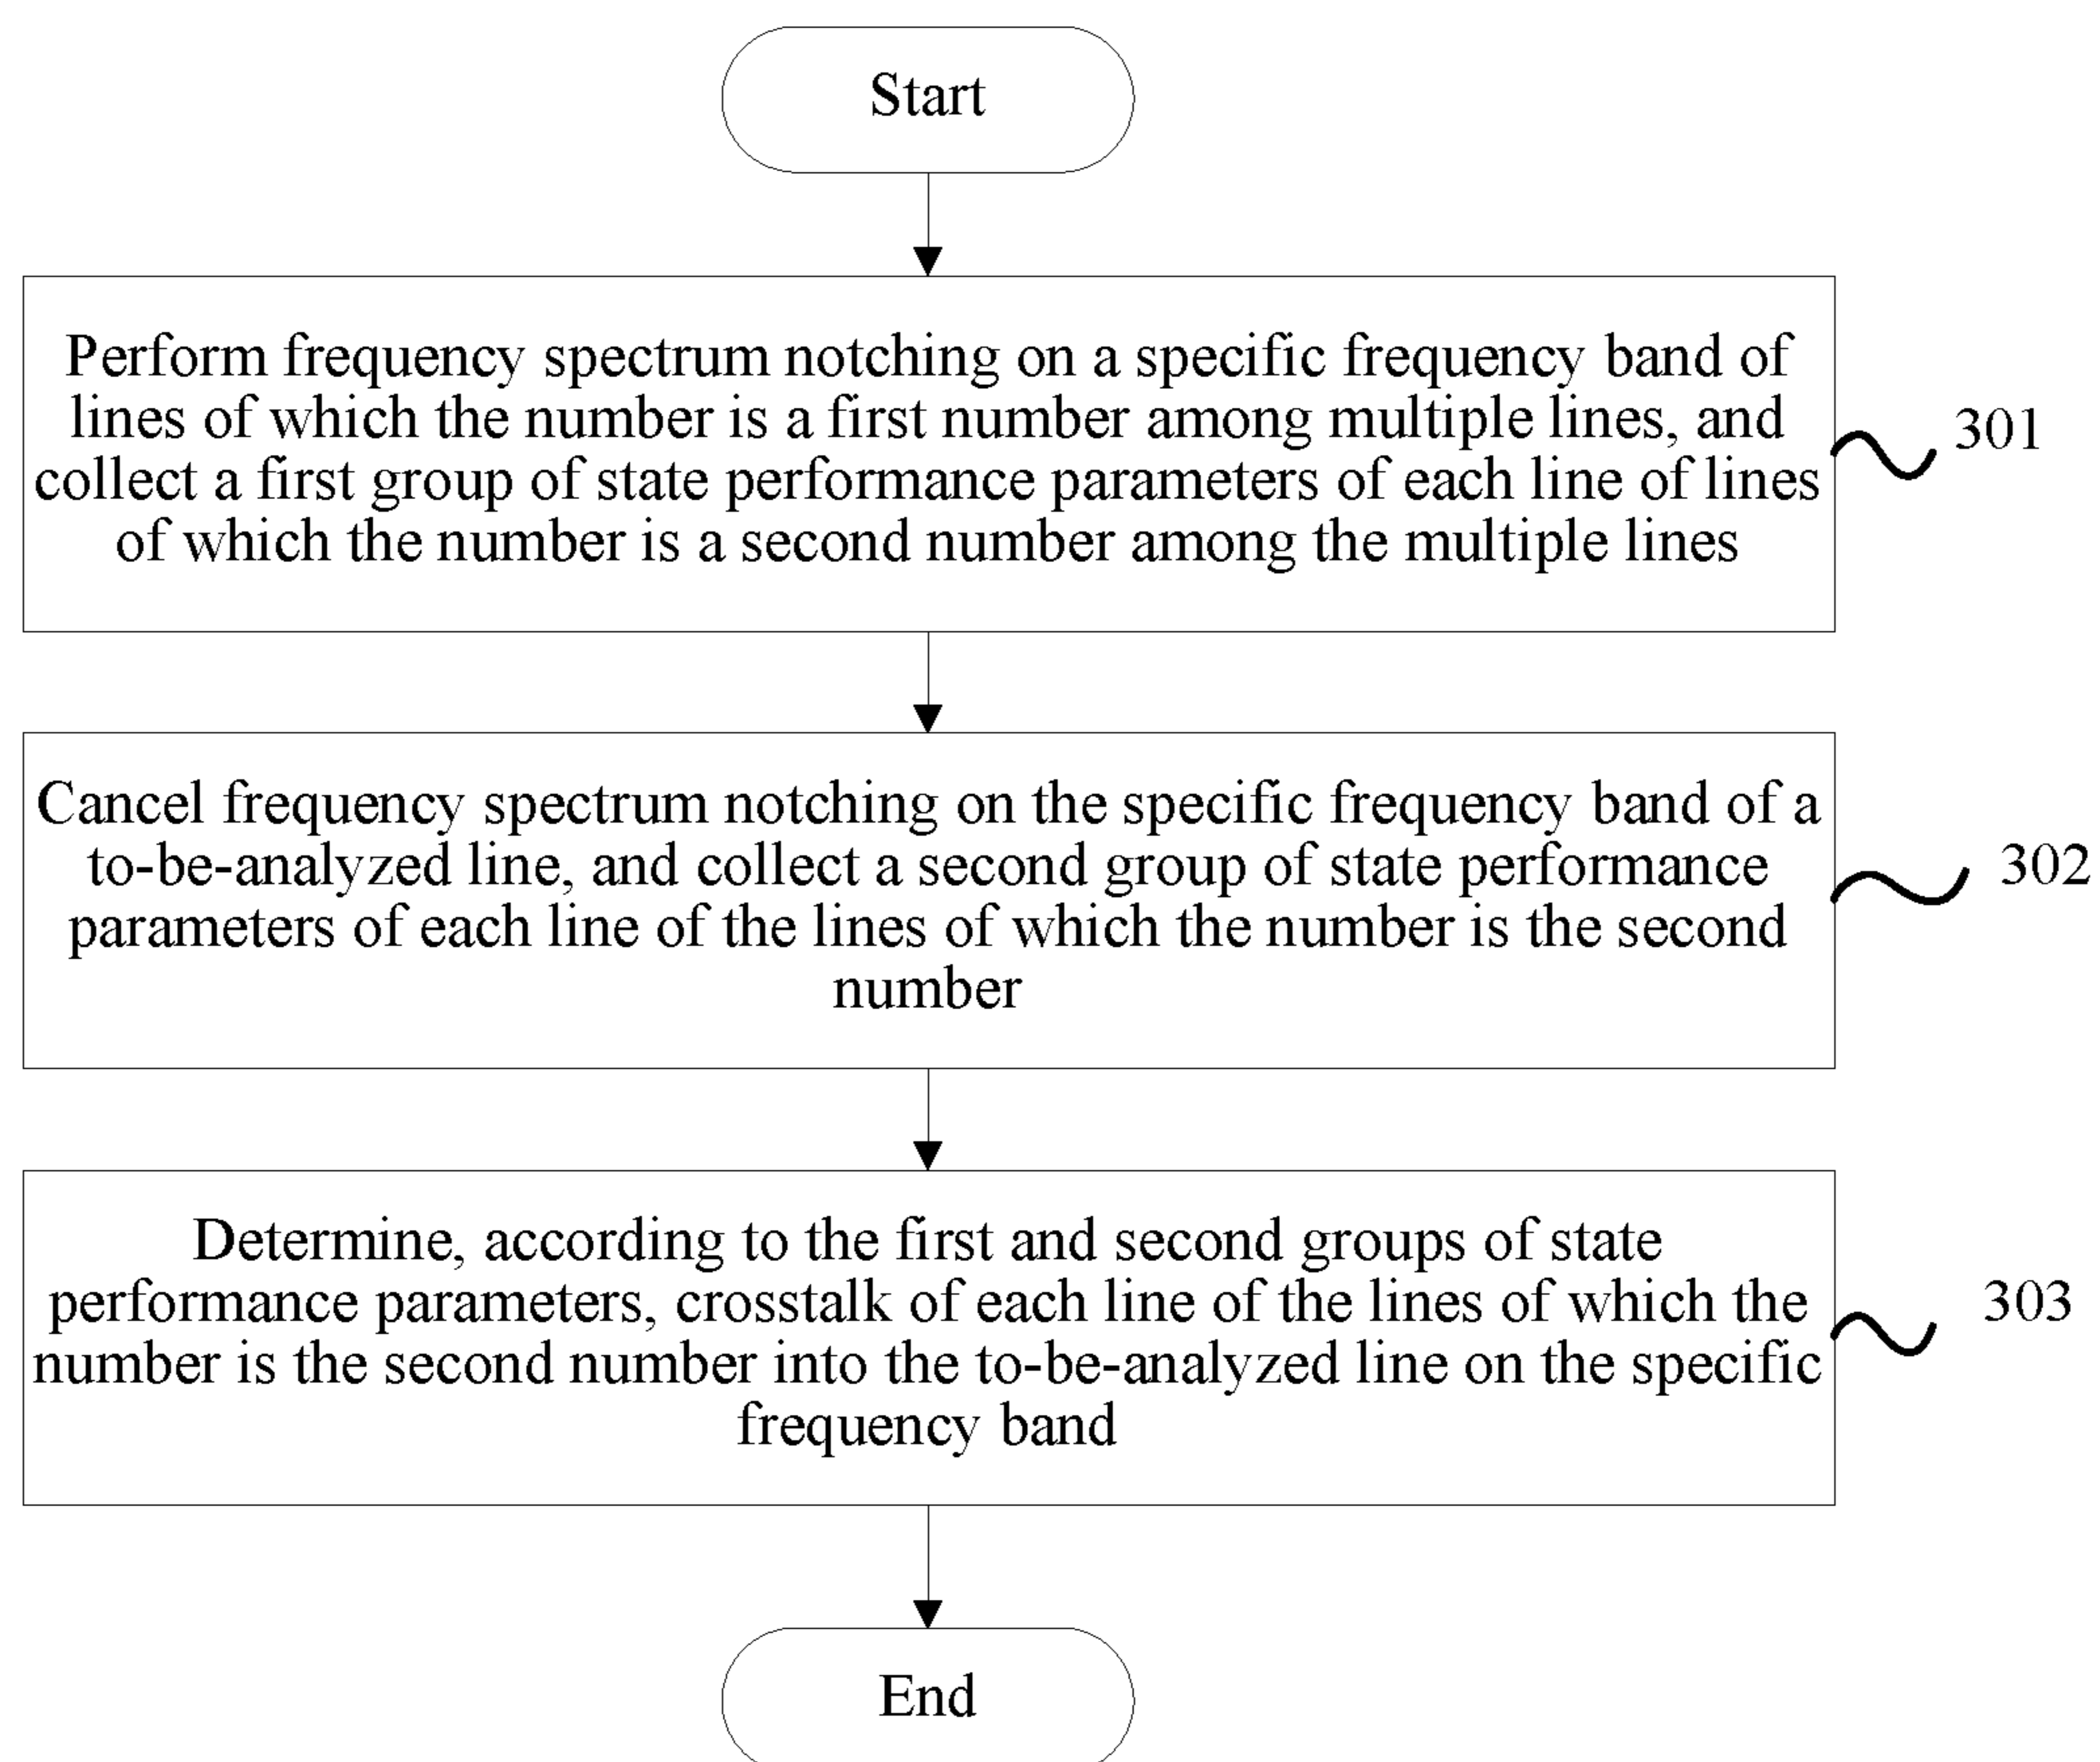 Start
Perform frequency spectrum notching on a specific frequency band of
lines of which the number is a first number among multiple lines, and
collect a first group of state performance parameters of each line of lines
of which the number is a second number among the multiple lines
301
Cancel frequency spectrum notching on the specific frequency band of a
to-be-analyzed line, and collect a second group of state performance
parameters of each line of the lines of which the number is the second
number
302
Determine, according to the first and second groups of state
performance parameters, crosstalk of each line of the lines of which the
number is the second number into the to-be-analyzed line on the specific
frequency band
303
End